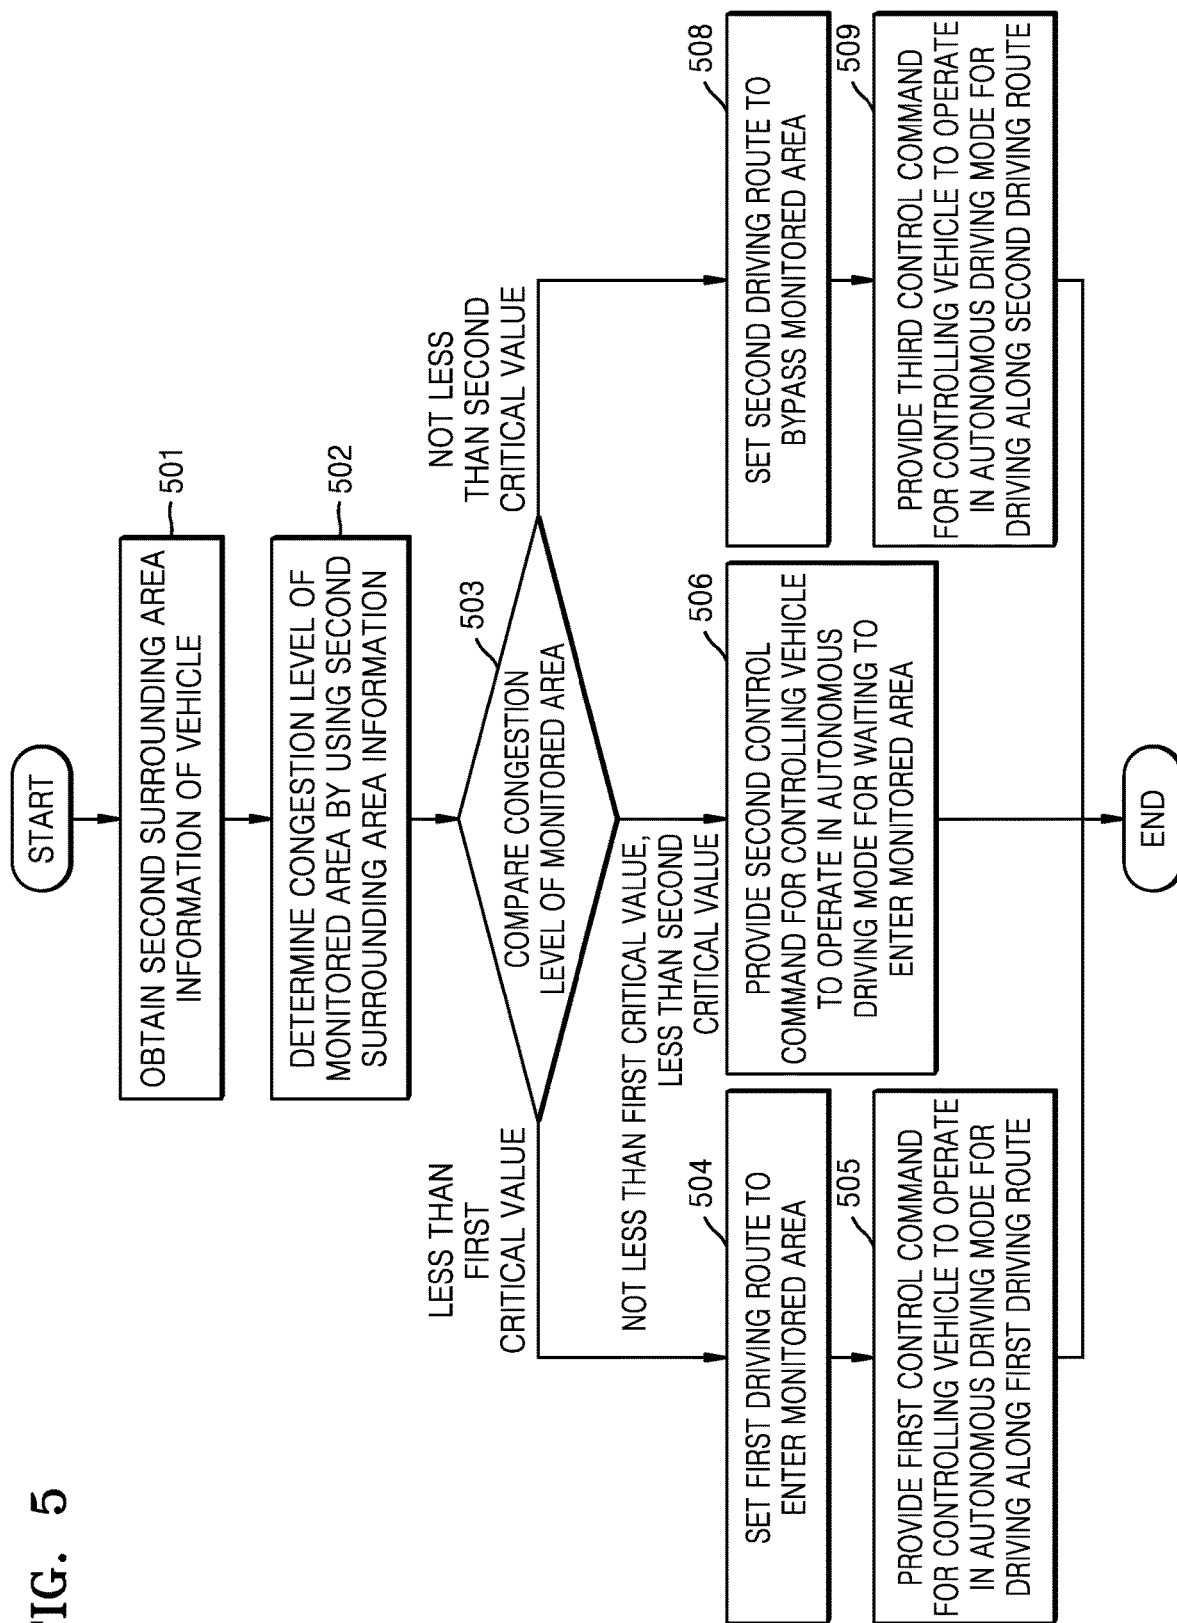 FIG. 5
START
OBTAIN SECOND SURROUNDING AREA
INFORMATION OF VEHICLE
501
DETERMINE CONGESTION LEVEL OF
MONITORED AREA BY USING SECOND
SURROUNDING AREA INFORMATION
502
COMPARE CONGESTION
LEVEL OF MONITORED AREA
503
LESS THAN
FIRST
CRITICAL VALUE
NOT LESS THAN FIRST CRITICAL VALUE,
LESS THAN SECOND
CRITICAL VALUE
NOT LESS
THAN SECOND
CRITICAL VALUE
504
SET FIRST DRIVING ROUTE TO
ENTER MONITORED AREA
505
PROVIDE FIRST CONTROL COMMAND
FOR CONTROLLING VEHICLE TO OPERATE
IN AUTONOMOUS DRIVING MODE FOR
DRIVING ALONG FIRST DRIVING ROUTE
506
PROVIDE SECOND CONTROL
COMMAND FOR CONTROLLING VEHICLE
TO OPERATE IN AUTONOMOUS
DRIVING MODE FOR WAITING TO
ENTER MONITORED AREA
508
SET SECOND DRIVING ROUTE TO
BYPASS MONITORED AREA
509
PROVIDE THIRD CONTROL COMMAND
FOR CONTROLLING VEHICLE TO OPERATE
IN AUTONOMOUS DRIVING MODE FOR
DRIVING ALONG SECOND DRIVING ROUTE
END